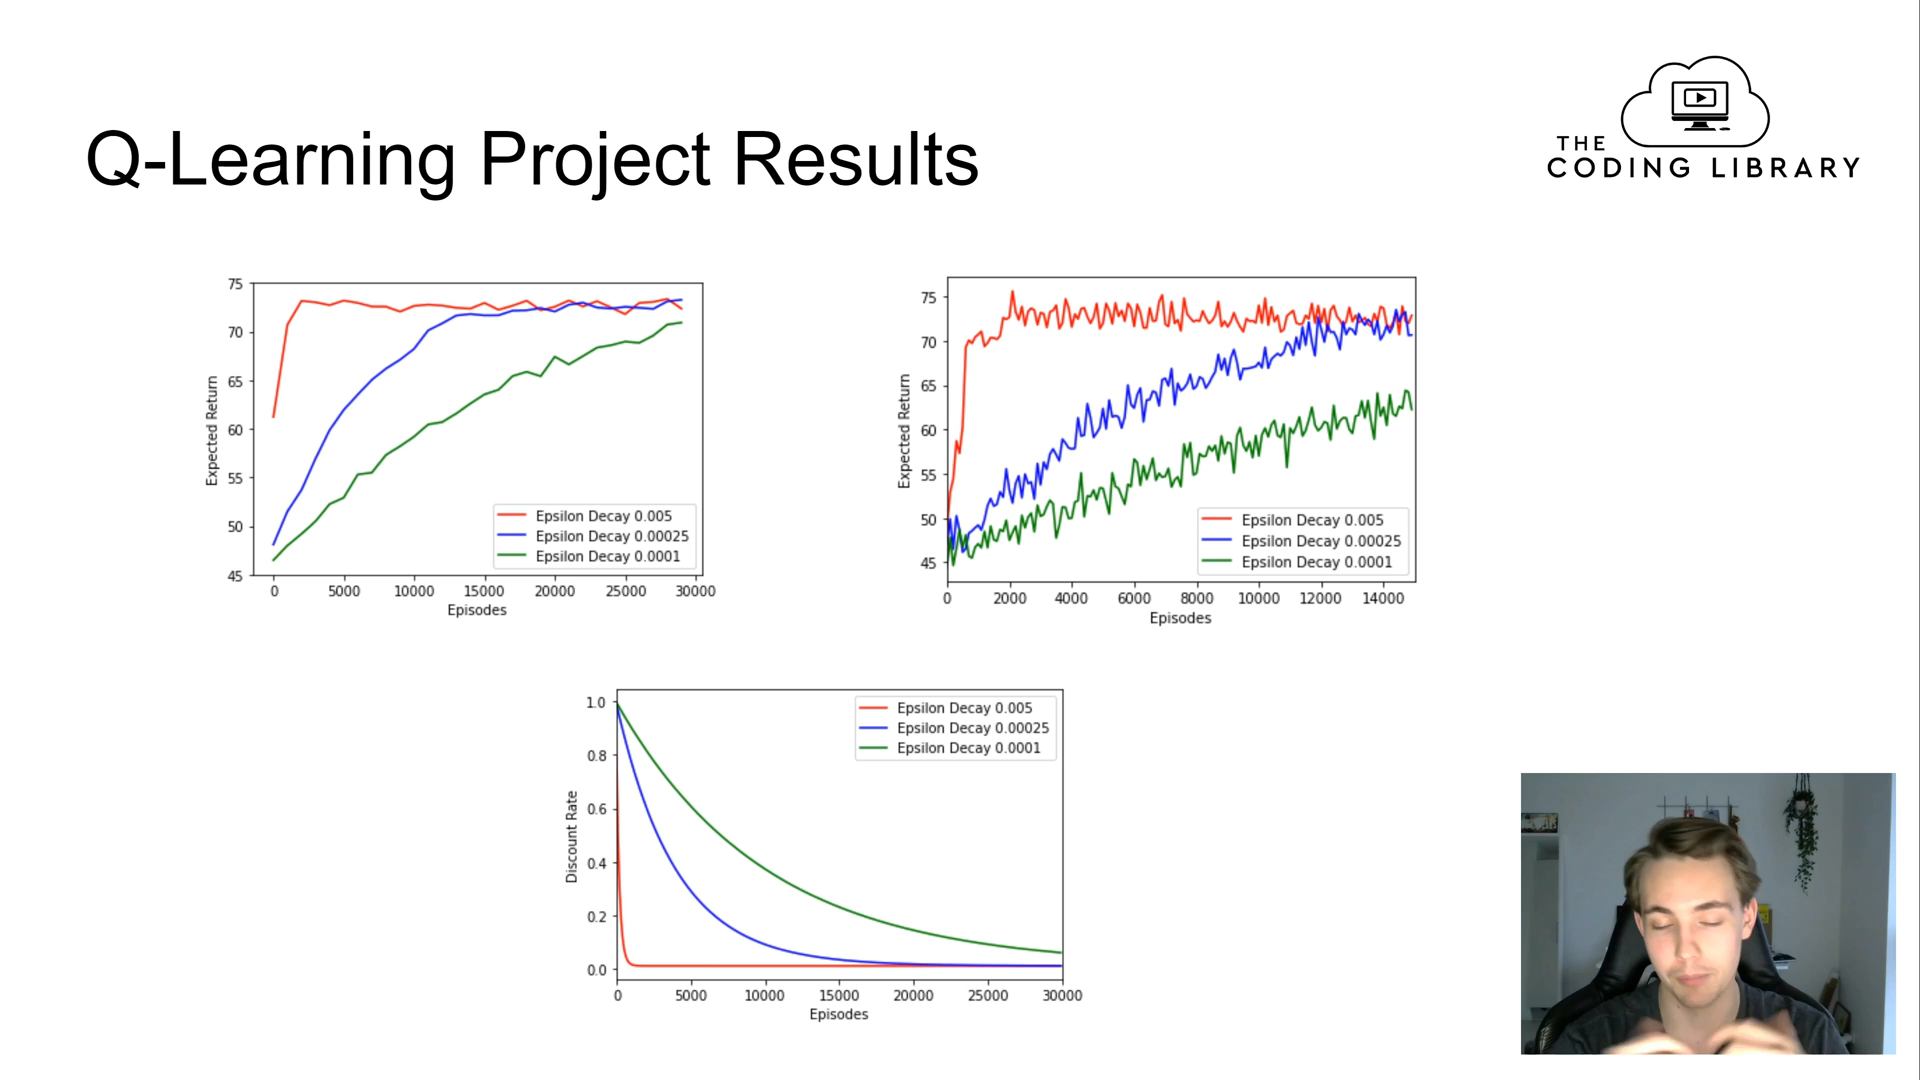 THE
CODING LIBRARY
Q-Learning Project Results
75
70
65
60
55
50
45
Expected Return
Epsilon Decay 0.005
Epsilon Decay 0.00025
Epsilon Decay 0.0001
0 5000 10000 15000 20000 25000 30000
Episodes
75
70
65
60
55
50
45
Expected Return
Epsilon Decay 0.005
Epsilon Decay 0.00025
Epsilon Decay 0.0001
0 2000 4000 6000 8000 10000 12000 14000
Episodes
1.0
0.8
0.6
0.4
0.2
0.0
Discount Rate
Epsilon Decay 0.005
Epsilon Decay 0.00025
Epsilon Decay 0.0001
0 5000 10000 15000 20000 25000 30000
Episodes